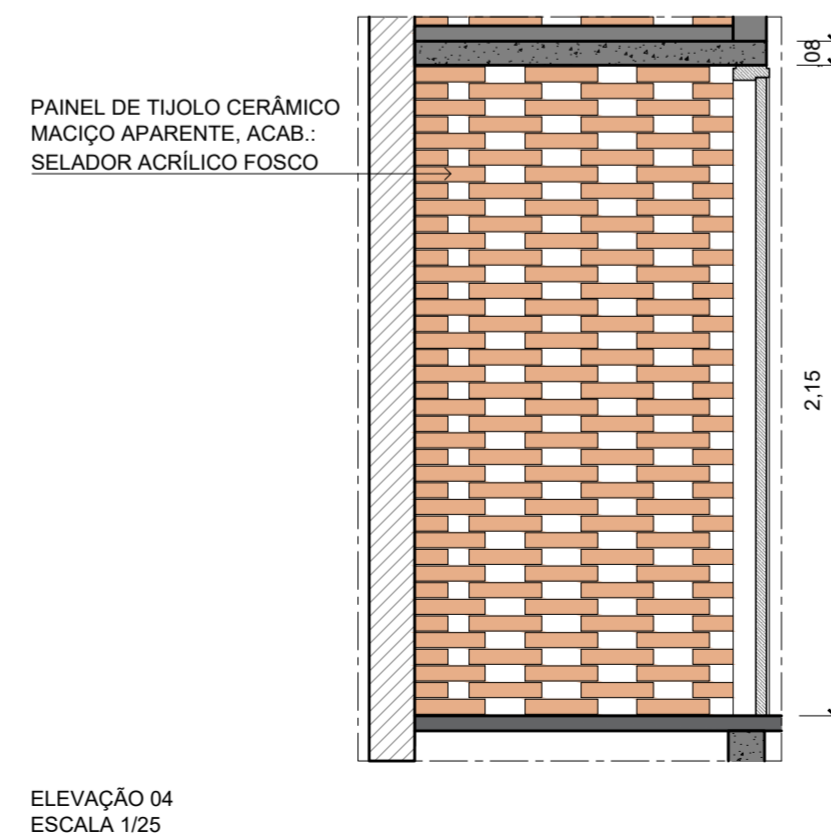 ,08
PAINEL DE TIJOLO CERÂMICO
MACIÇO APARENTE, ACAB.:
SELADOR ACRÍLICO FOSCO
2,15
ELEVAÇÃO 04
ESCALA 1/25